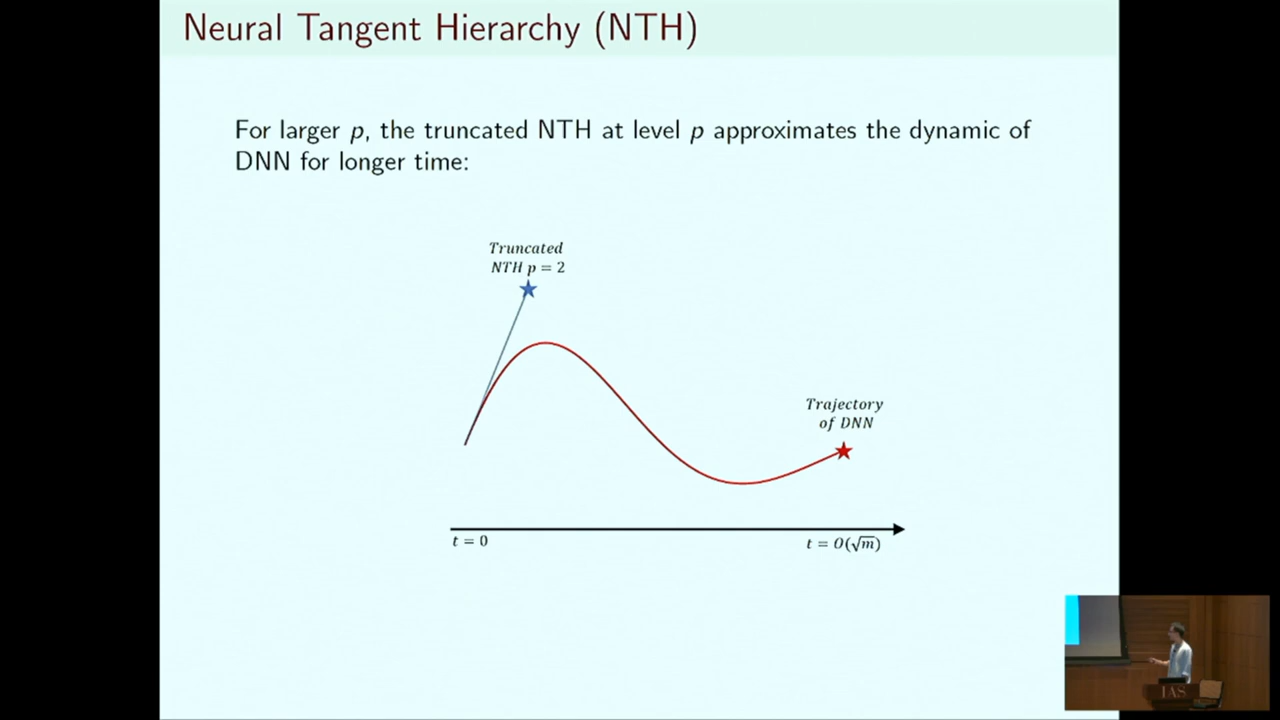 Neural Tangent Hierarchy (NTH)
For larger p, the truncated NTH at level p approximates the dynamic of
DNN for longer time:
Truncated
NTH p = 2
Trajectory
of DNN
t = 0
t = O(√m)
IAS